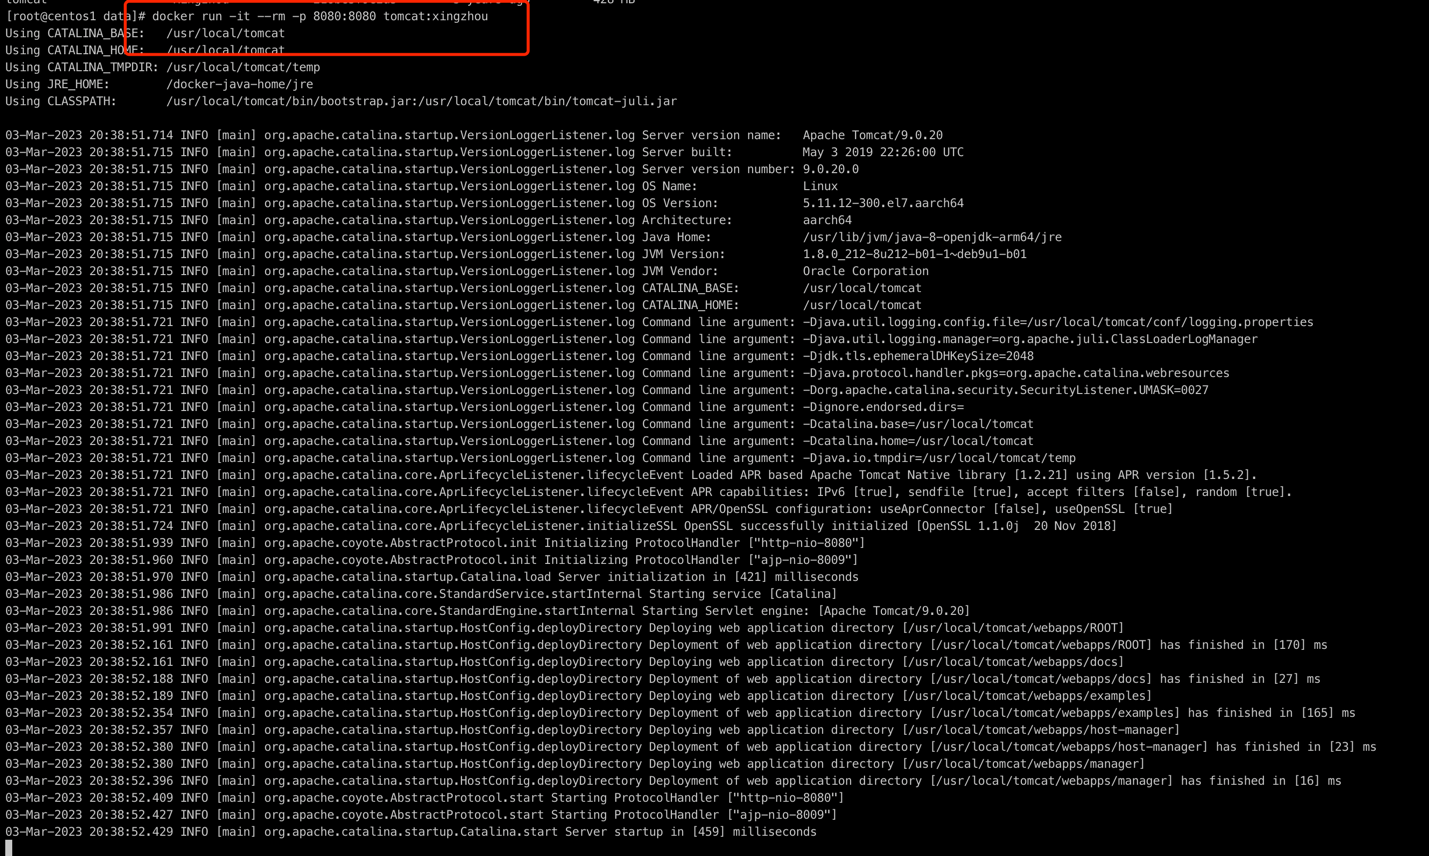 [root@centos1 data]# docker run -it --rm -p 8080:8080 tomcat:xingzhou
Using CATALINA_BASE:   /usr/local/tomcat
Using CATALINA_HOME:   /usr/local/tomcat
Using CATALINA_TMPDIR: /usr/local/tomcat/temp
Using JRE_HOME:        /docker-java-home/jre
Using CLASSPATH:       /usr/local/tomcat/bin/bootstrap.jar:/usr/local/tomcat/bin/tomcat-juli.jar
03-Mar-2023 20:38:51.714 INFO [main] org.apache.catalina.startup.VersionLoggerListener.log Server version name:   Apache Tomcat/9.0.20
03-Mar-2023 20:38:51.715 INFO [main] org.apache.catalina.startup.VersionLoggerListener.log Server built:          May 3 2019 22:26:00 UTC
03-Mar-2023 20:38:51.715 INFO [main] org.apache.catalina.startup.VersionLoggerListener.log Server version number: 9.0.20.0
03-Mar-2023 20:38:51.715 INFO [main] org.apache.catalina.startup.VersionLoggerListener.log OS Name:               Linux
03-Mar-2023 20:38:51.715 INFO [main] org.apache.catalina.startup.VersionLoggerListener.log OS Version:            5.11.12-300.el7.aarch64
03-Mar-2023 20:38:51.715 INFO [main] org.apache.catalina.startup.VersionLoggerListener.log Architecture:          aarch64
03-Mar-2023 20:38:51.715 INFO [main] org.apache.catalina.startup.VersionLoggerListener.log Java Home:             /usr/lib/jvm/java-8-openjdk-arm64/jre
03-Mar-2023 20:38:51.715 INFO [main] org.apache.catalina.startup.VersionLoggerListener.log JVM Version:           1.8.0_212-8u212-b01-1~deb9u1-b01
03-Mar-2023 20:38:51.715 INFO [main] org.apache.catalina.startup.VersionLoggerListener.log JVM Vendor:            Oracle Corporation
03-Mar-2023 20:38:51.715 INFO [main] org.apache.catalina.startup.VersionLoggerListener.log CATALINA_BASE:         /usr/local/tomcat
03-Mar-2023 20:38:51.715 INFO [main] org.apache.catalina.startup.VersionLoggerListener.log CATALINA_HOME:         /usr/local/tomcat
03-Mar-2023 20:38:51.721 INFO [main] org.apache.catalina.startup.VersionLoggerListener.log Command line argument: -Djava.util.logging.config.file=/usr/local/tomcat/conf/logging.properties
03-Mar-2023 20:38:51.721 INFO [main] org.apache.catalina.startup.VersionLoggerListener.log Command line argument: -Djava.util.logging.manager=org.apache.juli.ClassLoaderLogManager
03-Mar-2023 20:38:51.721 INFO [main] org.apache.catalina.startup.VersionLoggerListener.log Command line argument: -Djdk.tls.ephemeralDHKeySize=2048
03-Mar-2023 20:38:51.721 INFO [main] org.apache.catalina.startup.VersionLoggerListener.log Command line argument: -Djava.protocol.handler.pkgs=org.apache.catalina.webresources
03-Mar-2023 20:38:51.721 INFO [main] org.apache.catalina.startup.VersionLoggerListener.log Command line argument: -Dorg.apache.catalina.security.SecurityListener.UMASK=0027
03-Mar-2023 20:38:51.721 INFO [main] org.apache.catalina.startup.VersionLoggerListener.log Command line argument: -Dignore.endorsed.dirs=
03-Mar-2023 20:38:51.721 INFO [main] org.apache.catalina.startup.VersionLoggerListener.log Command line argument: -Dcatalina.base=/usr/local/tomcat
03-Mar-2023 20:38:51.721 INFO [main] org.apache.catalina.startup.VersionLoggerListener.log Command line argument: -Dcatalina.home=/usr/local/tomcat
03-Mar-2023 20:38:51.721 INFO [main] org.apache.catalina.startup.VersionLoggerListener.log Command line argument: -Djava.io.tmpdir=/usr/local/tomcat/temp
03-Mar-2023 20:38:51.721 INFO [main] org.apache.catalina.core.AprLifecycleListener.lifecycleEvent Loaded APR based Apache Tomcat Native library [1.2.21] using APR version [1.5.2].
03-Mar-2023 20:38:51.721 INFO [main] org.apache.catalina.core.AprLifecycleListener.lifecycleEvent APR capabilities: IPv6 [true], sendfile [true], accept filters [false], random [true].
03-Mar-2023 20:38:51.721 INFO [main] org.apache.catalina.core.AprLifecycleListener.lifecycleEvent APR/OpenSSL configuration: useAprConnector [false], useOpenSSL [true]
03-Mar-2023 20:38:51.724 INFO [main] org.apache.catalina.core.AprLifecycleListener.initializeSSL OpenSSL successfully initialized [OpenSSL 1.1.0j  20 Nov 2018]
03-Mar-2023 20:38:51.939 INFO [main] org.apache.coyote.AbstractProtocol.init Initializing ProtocolHandler ["http-nio-8080"]
03-Mar-2023 20:38:51.960 INFO [main] org.apache.coyote.AbstractProtocol.init Initializing ProtocolHandler ["ajp-nio-8009"]
03-Mar-2023 20:38:51.970 INFO [main] org.apache.catalina.startup.Catalina.load Server initialization in [421] milliseconds
03-Mar-2023 20:38:51.986 INFO [main] org.apache.catalina.core.StandardService.startInternal Starting service [Catalina]
03-Mar-2023 20:38:51.986 INFO [main] org.apache.catalina.core.StandardEngine.startInternal Starting Servlet engine: [Apache Tomcat/9.0.20]
03-Mar-2023 20:38:51.991 INFO [main] org.apache.catalina.startup.HostConfig.deployDirectory Deploying web application directory [/usr/local/tomcat/webapps/ROOT]
03-Mar-2023 20:38:52.161 INFO [main] org.apache.catalina.startup.HostConfig.deployDirectory Deployment of web application directory [/usr/local/tomcat/webapps/ROOT] has finished in [170] ms
03-Mar-2023 20:38:52.161 INFO [main] org.apache.catalina.startup.HostConfig.deployDirectory Deploying web application directory [/usr/local/tomcat/webapps/docs]
03-Mar-2023 20:38:52.188 INFO [main] org.apache.catalina.startup.HostConfig.deployDirectory Deployment of web application directory [/usr/local/tomcat/webapps/docs] has finished in [27] ms
03-Mar-2023 20:38:52.189 INFO [main] org.apache.catalina.startup.HostConfig.deployDirectory Deploying web application directory [/usr/local/tomcat/webapps/examples]
03-Mar-2023 20:38:52.354 INFO [main] org.apache.catalina.startup.HostConfig.deployDirectory Deployment of web application directory [/usr/local/tomcat/webapps/examples] has finished in [165] ms
03-Mar-2023 20:38:52.357 INFO [main] org.apache.catalina.startup.HostConfig.deployDirectory Deploying web application directory [/usr/local/tomcat/webapps/host-manager]
03-Mar-2023 20:38:52.380 INFO [main] org.apache.catalina.startup.HostConfig.deployDirectory Deployment of web application directory [/usr/local/tomcat/webapps/host-manager] has finished in [23] ms
03-Mar-2023 20:38:52.380 INFO [main] org.apache.catalina.startup.HostConfig.deployDirectory Deploying web application directory [/usr/local/tomcat/webapps/manager]
03-Mar-2023 20:38:52.396 INFO [main] org.apache.catalina.startup.HostConfig.deployDirectory Deployment of web application directory [/usr/local/tomcat/webapps/manager] has finished in [16] ms
03-Mar-2023 20:38:52.409 INFO [main] org.apache.coyote.AbstractProtocol.start Starting ProtocolHandler ["http-nio-8080"]
03-Mar-2023 20:38:52.427 INFO [main] org.apache.coyote.AbstractProtocol.start Starting ProtocolHandler ["ajp-nio-8009"]
03-Mar-2023 20:38:52.429 INFO [main] org.apache.catalina.startup.Catalina.start Server startup in [459] milliseconds